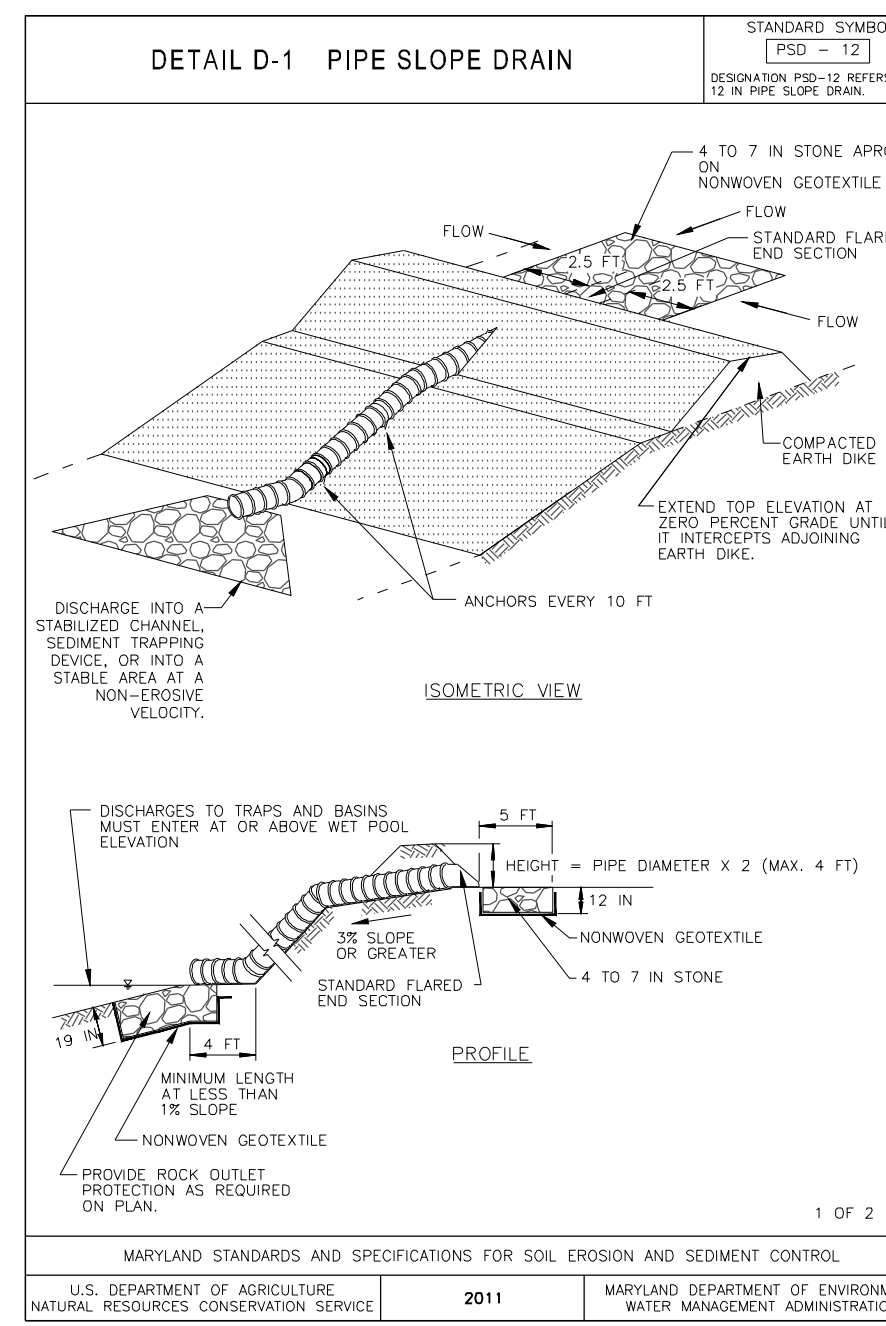 DETAIL D-1 PIPE SLOPE DRAIN
STANDARD SYMBO
PSD - 12
DESIGNATION PSD-12 REFERS
12 IN PIPE SLOPE DRAIN.
4 TO 7 IN STONE APRO
ON
NONWOVEN GEOTEXTILE
FLOW
FLOW
STANDARD FLARE
END SECTION
2.5 FT
2.5 FT
FLOW
COMPACTED
EARTH DIKE
EXTEND TOP ELEVATION AT
ZERO PERCENT GRADE UNTIL
IT INTERCEPTS ADJOINING
EARTH DIKE.
ANCHORS EVERY 10 FT
DISCHARGE INTO A
STABILIZED CHANNEL,
SEDIMENT TRAPPING
DEVICE, OR INTO A
STABLE AREA AT A
NON-EROSIVE
VELOCITY.
ISOMETRIC VIEW
DISCHARGES TO TRAPS AND BASINS
MUST ENTER AT OR ABOVE WET POOL
ELEVATION
5 FT
HEIGHT = PIPE DIAMETER X 2 (MAX. 4 FT)
12 IN
NONWOVEN GEOTEXTILE
4 TO 7 IN STONE
3% SLOPE
OR GREATER
STANDARD FLARED
END SECTION
19 IN
4 FT
PROFILE
MINIMUM LENGTH
AT LESS THAN
1% SLOPE
NONWOVEN GEOTEXTILE
PROVIDE ROCK OUTLET
PROTECTION AS REQUIRED
ON PLAN.
1 OF 2
MARYLAND STANDARDS AND SPECIFICATIONS FOR SOIL EROSION AND SEDIMENT CONTROL
U.S. DEPARTMENT OF AGRICULTURE
NATURAL RESOURCES CONSERVATION SERVICE
2011
MARYLAND DEPARTMENT OF ENVIRONM
WATER MANAGEMENT ADMINISTRATIO